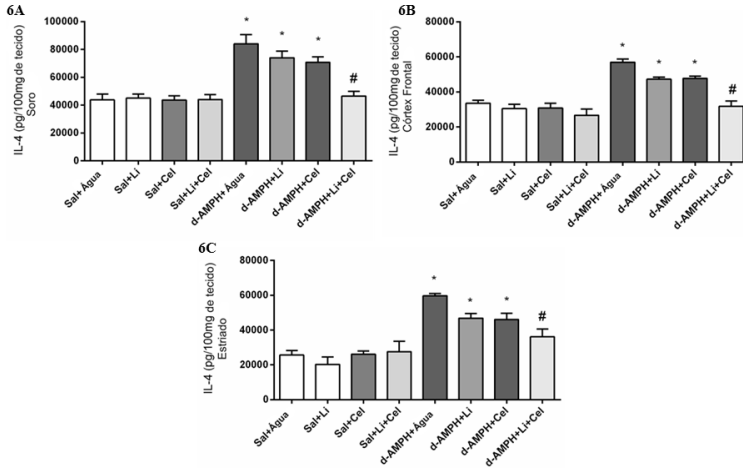 6A
IL-4 (pg/100mg de tecido)
Soro
100000
80000
60000
40000
20000
0
*
*
*
#
Sal+Água
Sal+Li
Sal+Cel
Sal+Li+Cel
d-AMPH+Água
d-AMPH+Li
d-AMPH+Cel
d-AMPH+Li+Cel
6B
IL-4 (pg/100mg de tecido)
Córtex Frontal
80000
60000
40000
20000
0
*
*
*
#
Sal+Água
Sal+Li
Sal+Cel
Sal+Li+Cel
d-AMPH+Água
d-AMPH+Li
d-AMPH+Cel
d-AMPH+Li+Cel
6C
IL-4 (pg/100mg de tecido)
Estriado
80000
60000
40000
20000
0
*
*
*
#
Sal+Água
Sal+Li
Sal+Cel
Sal+Li+Cel
d-AMPH+Água
d-AMPH+Li
d-AMPH+Cel
d-AMPH+Li+Cel